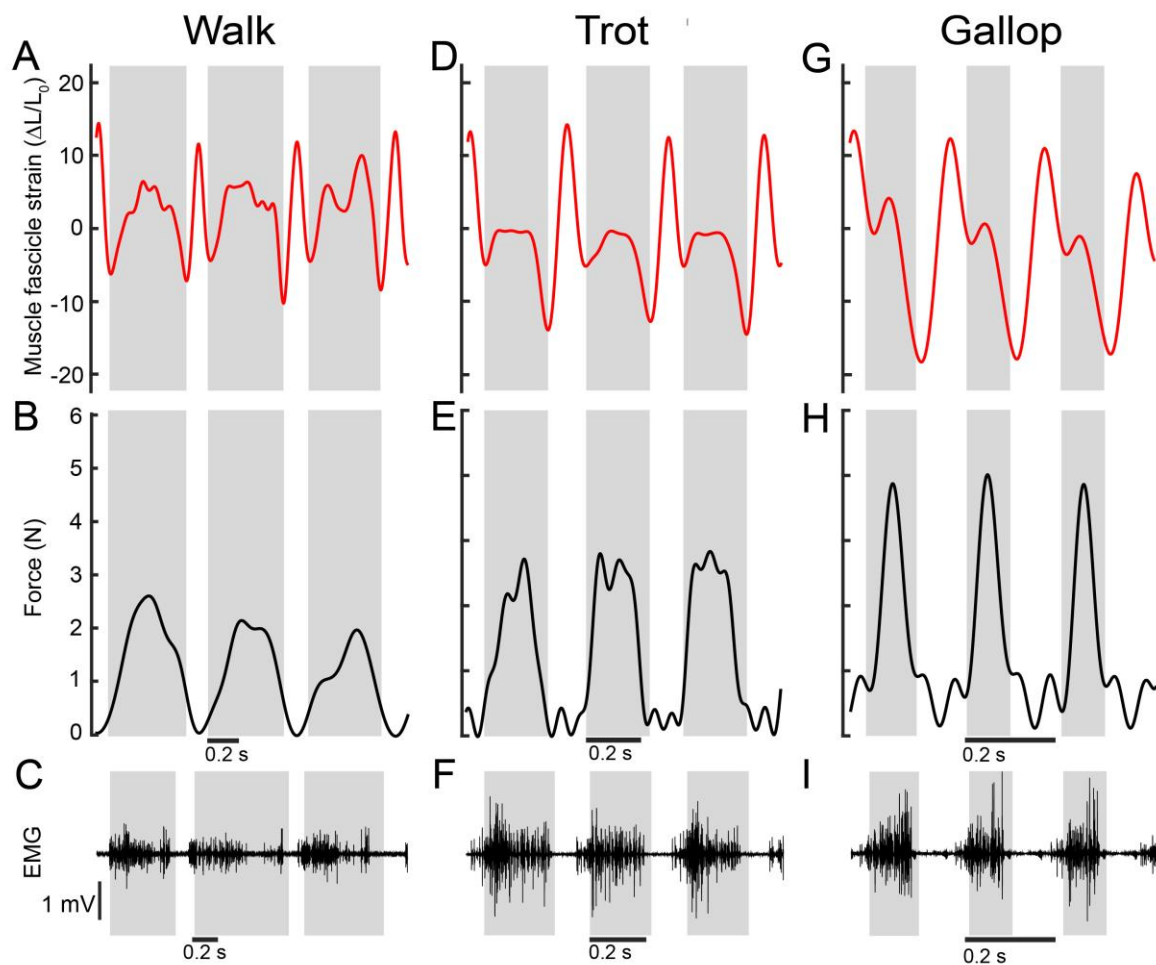 Walk
Trot
Gallop
A
D
G
Muscle fascicle strain (ΔL/L₀)
20
10
0
-10
-20
B
E
H
Force (N)
6
5
4
3
2
1
0
0.2 s
0.2 s
0.2 s
C
F
I
EMG
1 mV
0.2 s
0.2 s
0.2 s